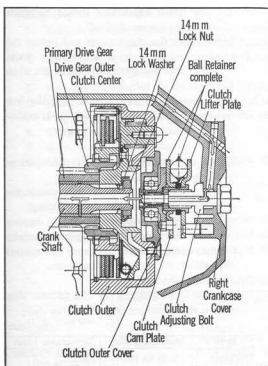 14mm
Lock Nut
Primary Drive Gear
14mm
Lock Washer
Drive Gear Outer
Clutch Center
Ball Retainer
complete
Clutch
Lifter Plate
Crank
Shaft
Clutch Outer
Clutch Outer Cover
Clutch
Cam Plate
Clutch
Adjusting Bolt
Right
Crankcase
Cover